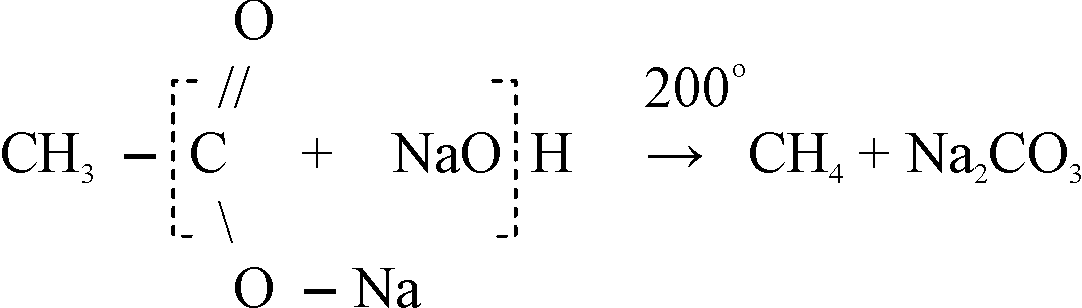 O
//
200°
CH₃ – C + NaO H → CH₄ + Na₂CO₃
\
O – Na